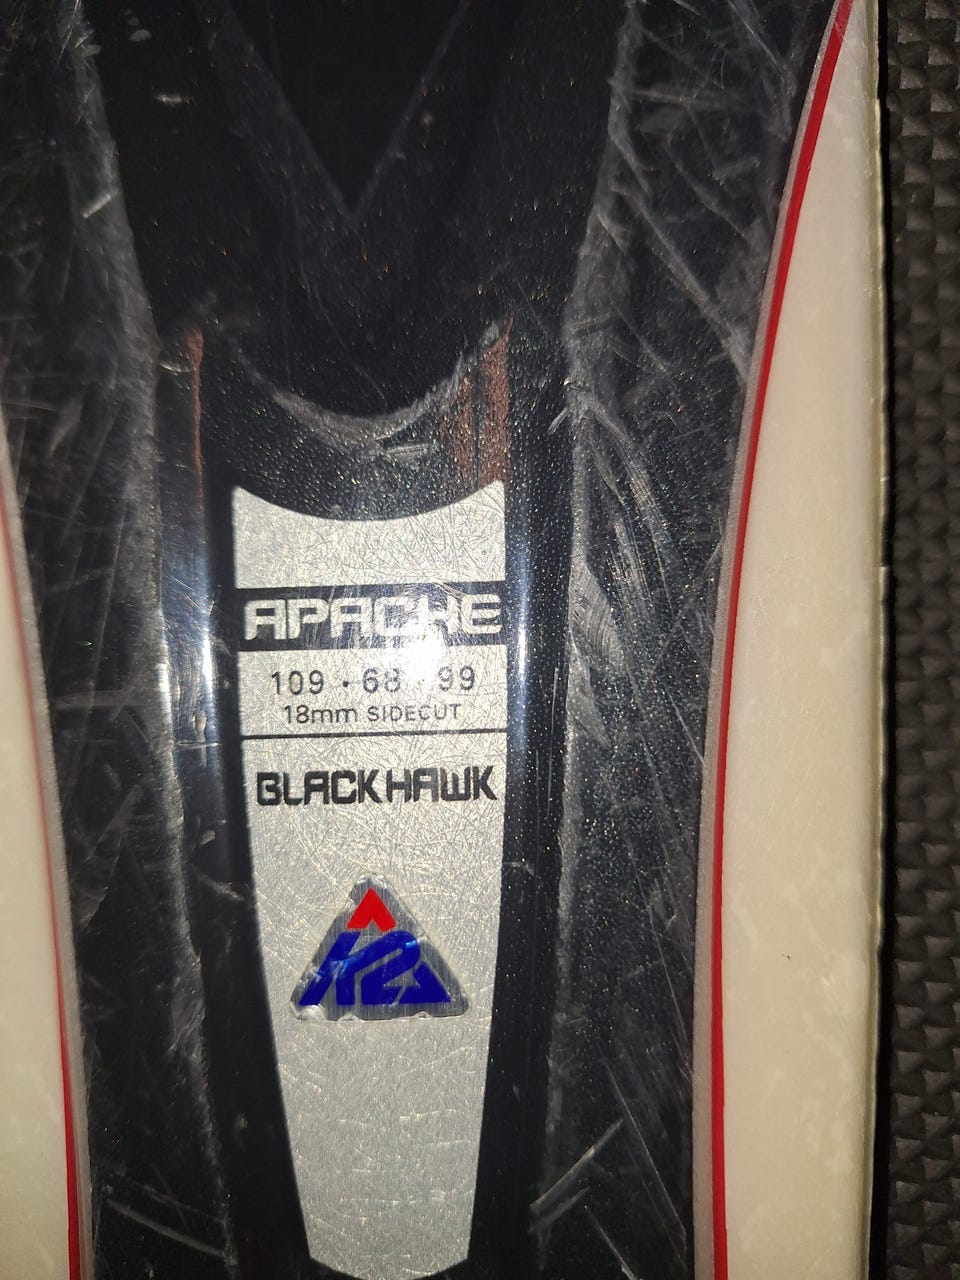 APACHE
109 • 68 • 99
18mm SIDECUT
BLACKHAWK
K2